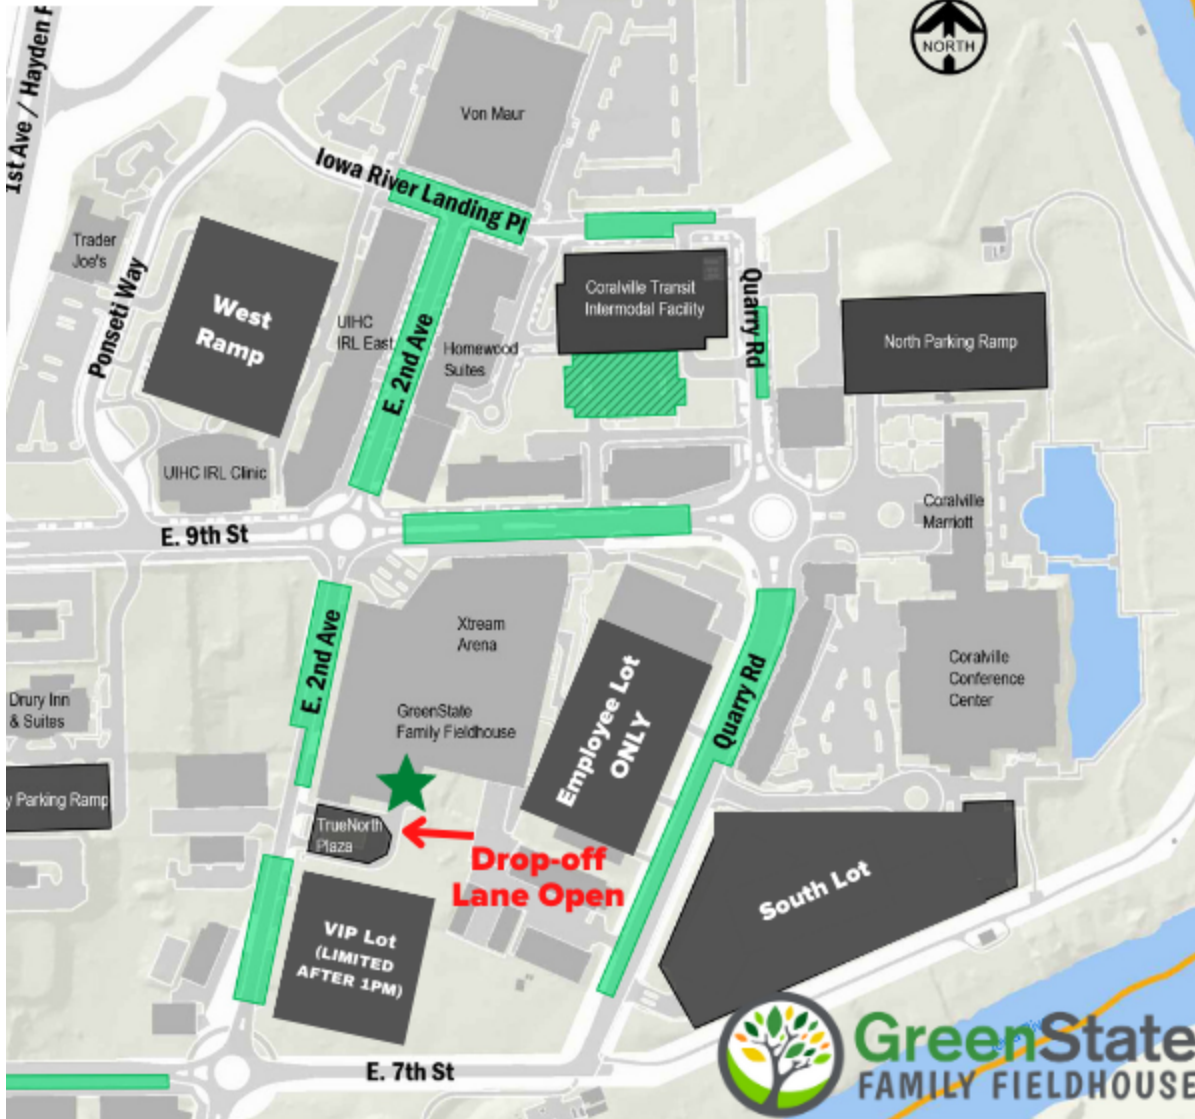 NORTH
1st Ave / Hayden
Von Maur
Iowa River Landing Pl
Trader
Joe's
Ponseti Way
West
Ramp
UIHC
IRL East
E. 2nd Ave
Homewood
Suites
Coralville Transit
Intermodal Facility
Quarry Rd
North Parking Ramp
UIHC IRL Clinic
E. 9th St
Coralville
Marriott
E. 2nd Ave
Xtream
Arena
GreenState
Family Fieldhouse
Employee Lot
ONLY
Quarry Rd
Coralville
Conference
Center
Drury Inn
& Suites
y Parking Ramp
TrueNorth
Plaza
Drop-off
Lane Open
South Lot
VIP Lot
(LIMITED
AFTER 1PM)
E. 7th St
GreenState
FAMILY FIELDHOUSE